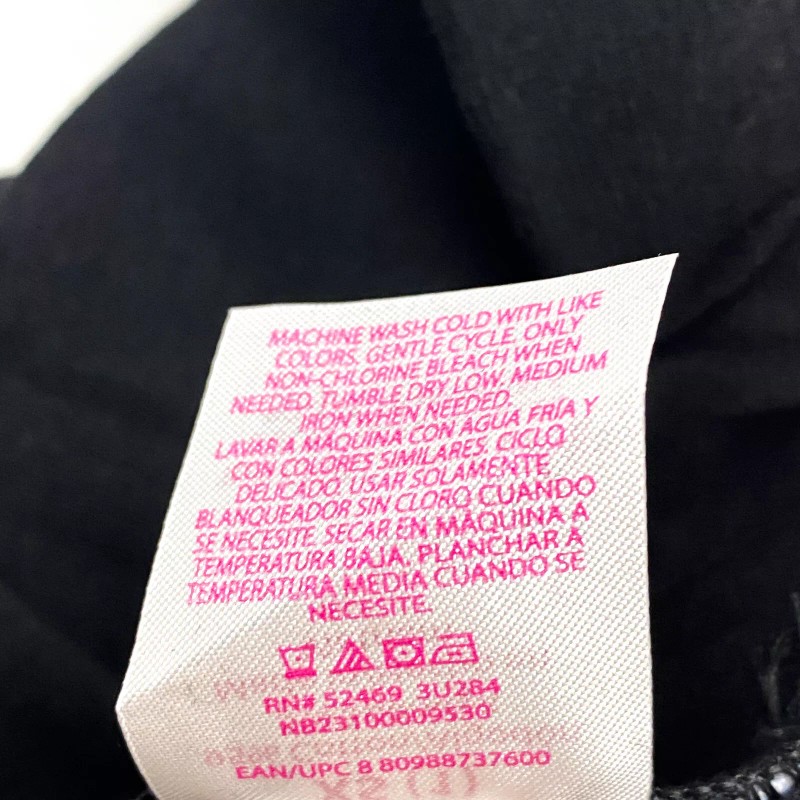 MACHINE WASH COLD WITH LIKE
COLORS. GENTLE CYCLE. ONLY
NON-CHLORINE BLEACH WHEN
NEEDED. TUMBLE DRY LOW. MEDIUM
IRON WHEN NEEDED.
LAVAR A MÁQUINA CON AGUA FRÍA Y
CON COLORES SIMILARES. CICLO
DELICADO. USAR SOLAMENTE
BLANQUEADOR SIN CLORO CUANDO
SE NECESITE. SECAR EN MÁQUINA A
TEMPERATURA BAJA. PLANCHAR A
TEMPERATURA MEDIA CUANDO SE
NECESITE.
RN# 52469 3U284
NB23100009530
EAN/UPC 8 80988737600